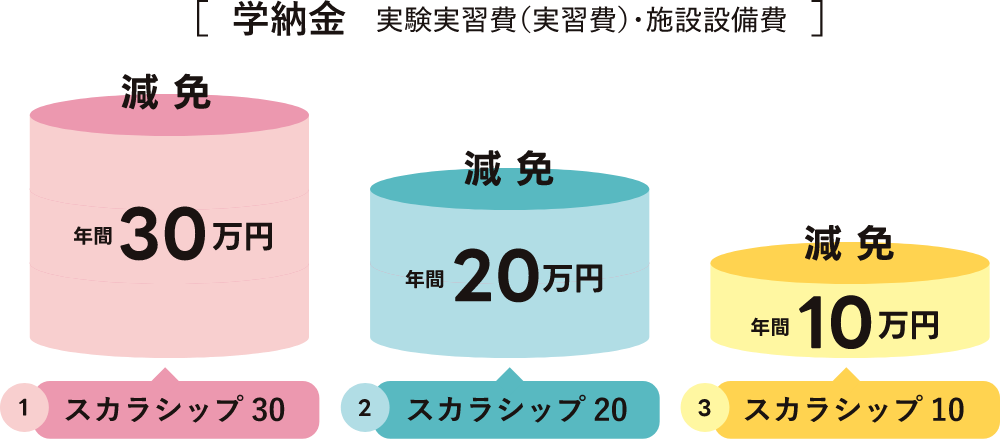 [ 学納金 実験実習費(実習費)・施設設備費 ]
減 免
年間30万円
1 スカラシップ 30
減 免
年間20万円
2 スカラシップ 20
減 免
年間10万円
3 スカラシップ 10